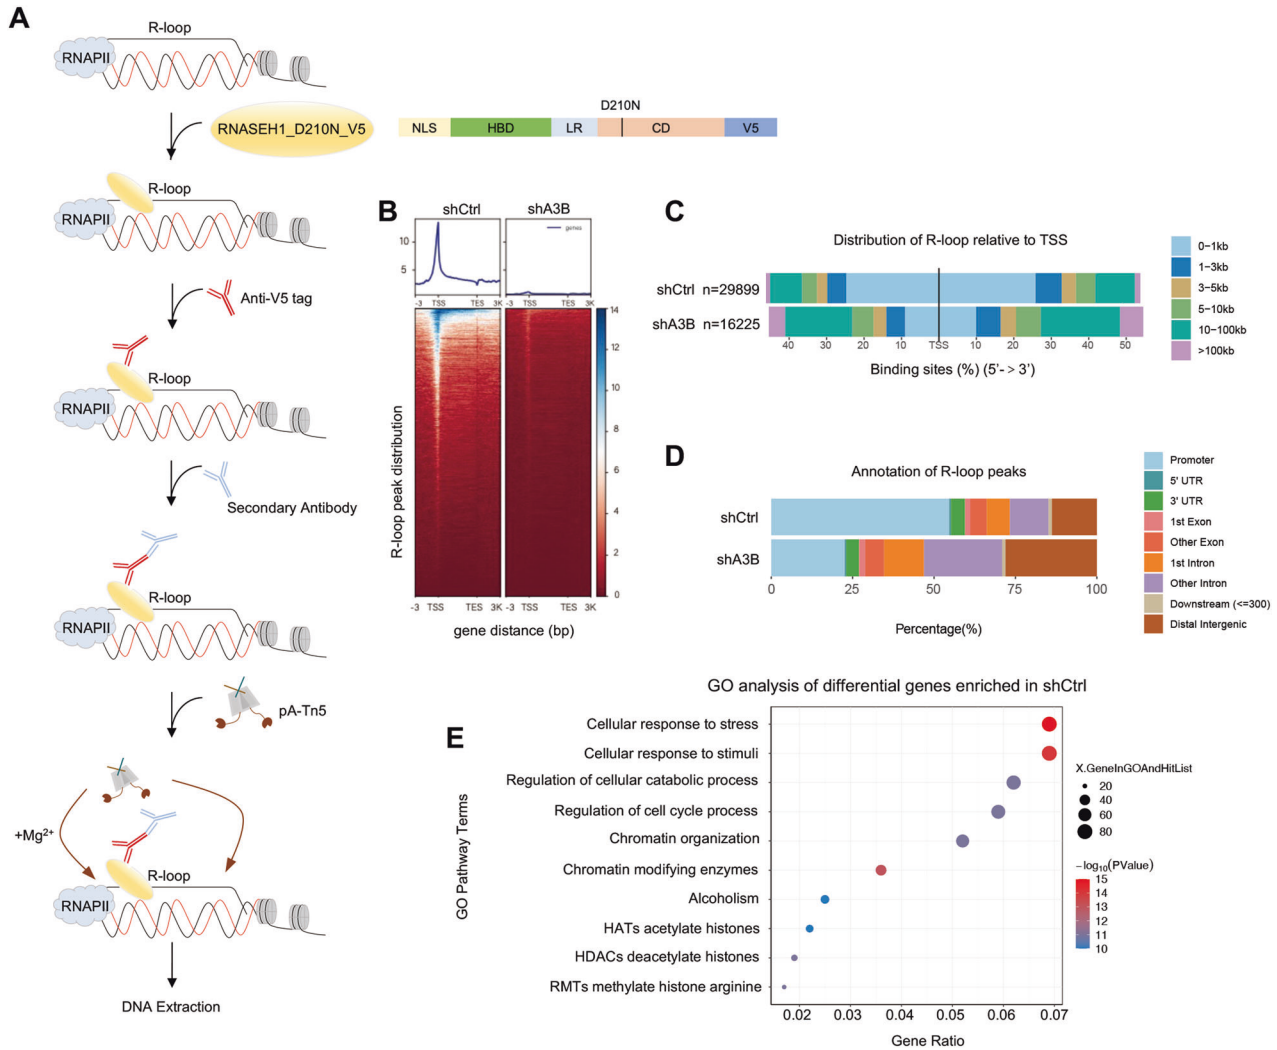 A
R-loop
RNAPII
RNASEH1_D210N_V5
D210N
NLS HBD LR CD V5
R-loop
RNAPII
Anti-V5 tag
R-loop
RNAPII
Secondary Antibody
R-loop
RNAPII
pA-Tn5
+Mg2+
R-loop
RNAPII
DNA Extraction
B
shCtrl shA3B
genes
10
5
-3 TSS TES 3K -3 TSS TES 3K
14
12
10
8
6
4
2
0
R-loop peak distribution
-3 TSS TES 3K -3 TSS TES 3K
gene distance (bp)
C
Distribution of R-loop relative to TSS
shCtrl n=29899
shA3B n=16225
40 30 20 10 TSS 10 20 30 40 50
Binding sites (%) (5'->3')
0-1kb
1-3kb
3-5kb
5-10kb
10-100kb
>100kb
D
Annotation of R-loop peaks
shCtrl
shA3B
0 25 50 75 100
Percentage(%)
Promoter
5' UTR
3' UTR
1st Exon
Other Exon
1st Intron
Other Intron
Downstream (<=300)
Distal Intergenic
E
GO analysis of differential genes enriched in shCtrl
GO Pathway Terms
Cellular response to stress
Cellular response to stimuli
Regulation of cellular catabolic process
Regulation of cell cycle process
Chromatin organization
Chromatin modifying enzymes
Alcoholism
HATs acetylate histones
HDACs deacetylate histones
RMTs methylate histone arginine
0.02 0.03 0.04 0.05 0.06 0.07
Gene Ratio
X.GeneInGOAndHitList
20
40
60
80
−log10(PValue)
15
14
13
12
11
10